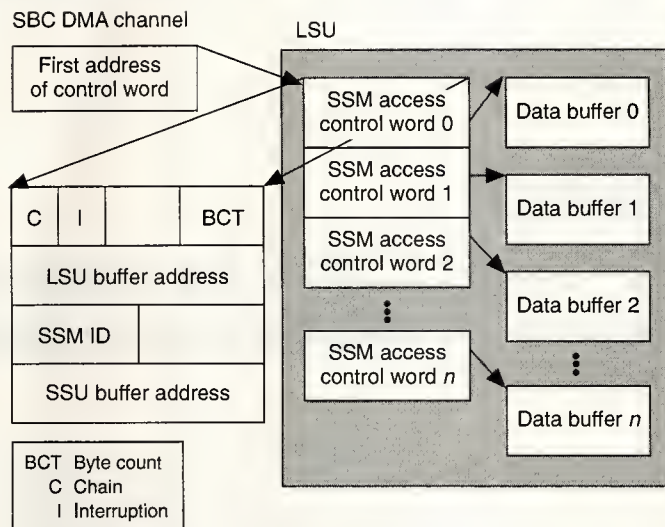 SBC DMA channel
First address
of control word
C
I
BCT
LSU buffer address
SSM ID
SSU buffer address
BCT Byte count
C Chain
I Interruption
LSU
SSM access
control word 0
SSM access
control word 1
SSM access
control word 2
SSM access
control word n
Data buffer 0
Data buffer 1
Data buffer 2
Data buffer n